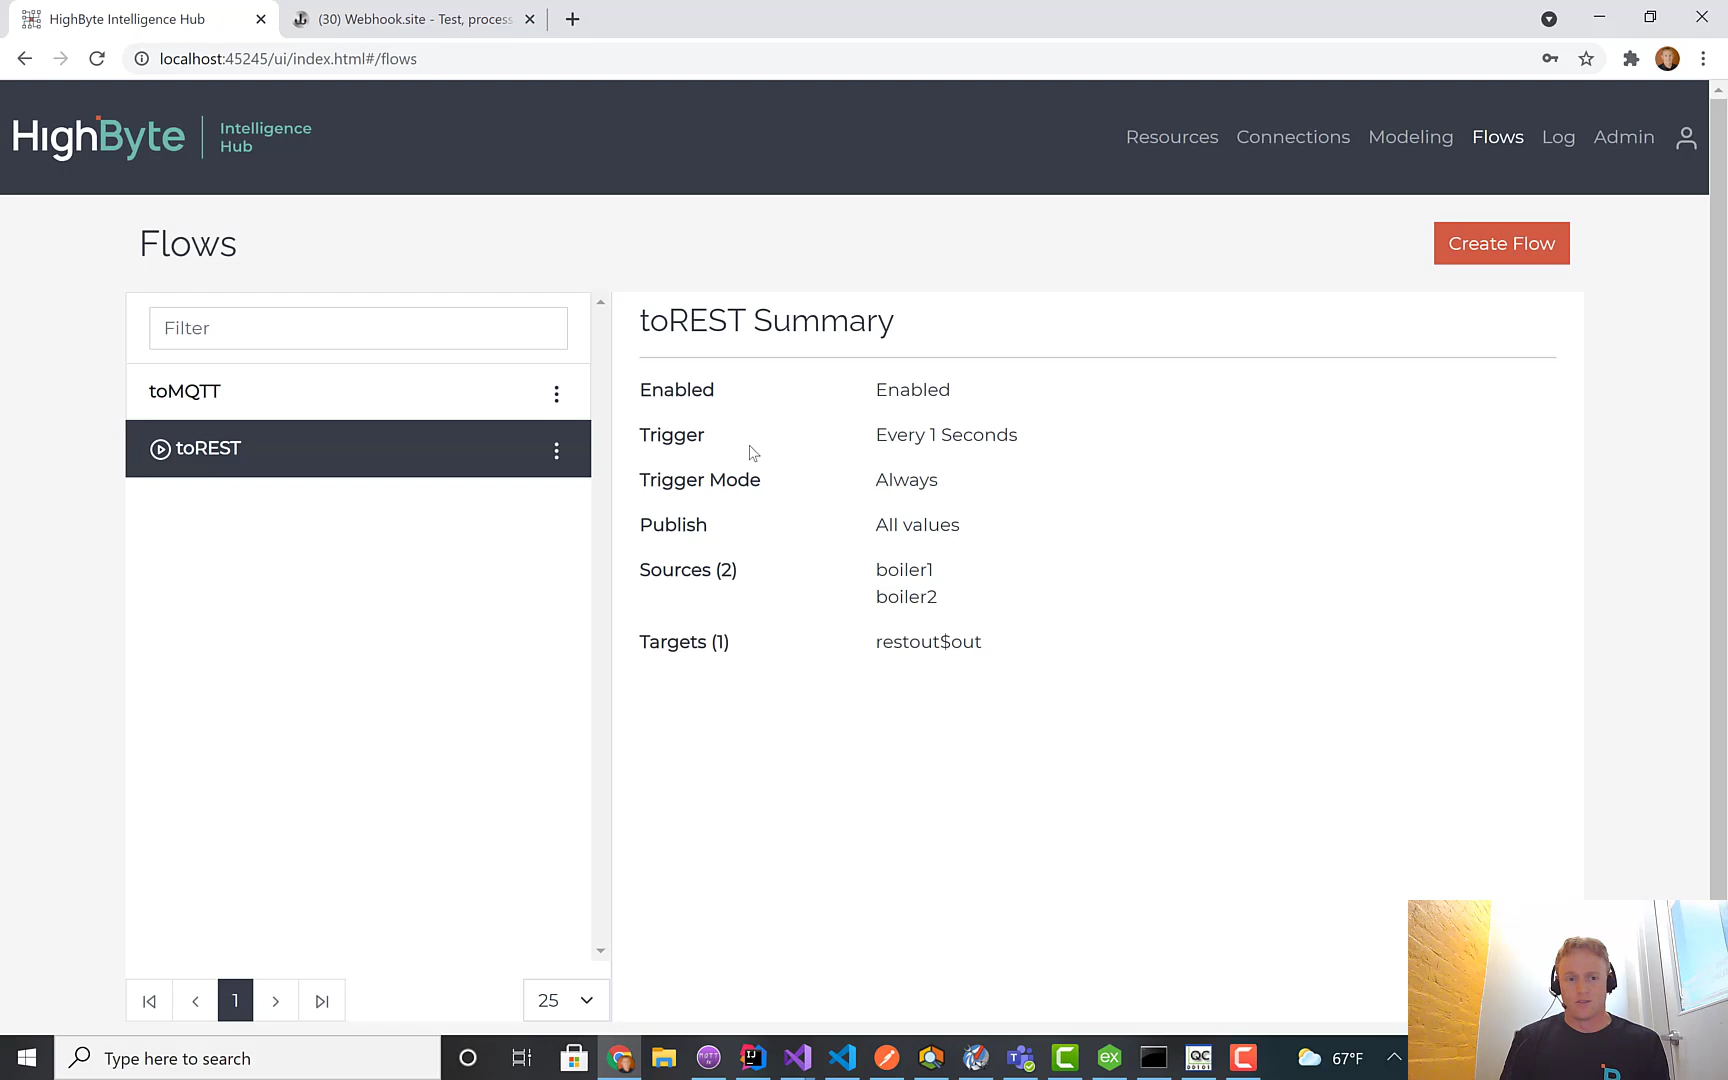 HighByte Intelligence Hub
(30) Webhook.site - Test, process
localhost:45245/ui/index.html#/flows
HighByte
Intelligence
Hub
Resources
Connections
Modeling
Flows
Log
Admin
Flows
Create Flow
Filter
toMQTT
toREST
toREST Summary
Enabled
Enabled
Trigger
Every 1 Seconds
Trigger Mode
Always
Publish
All values
Sources (2)
boiler1
boiler2
Targets (1)
restout$out
1
25
Type here to search
67°F